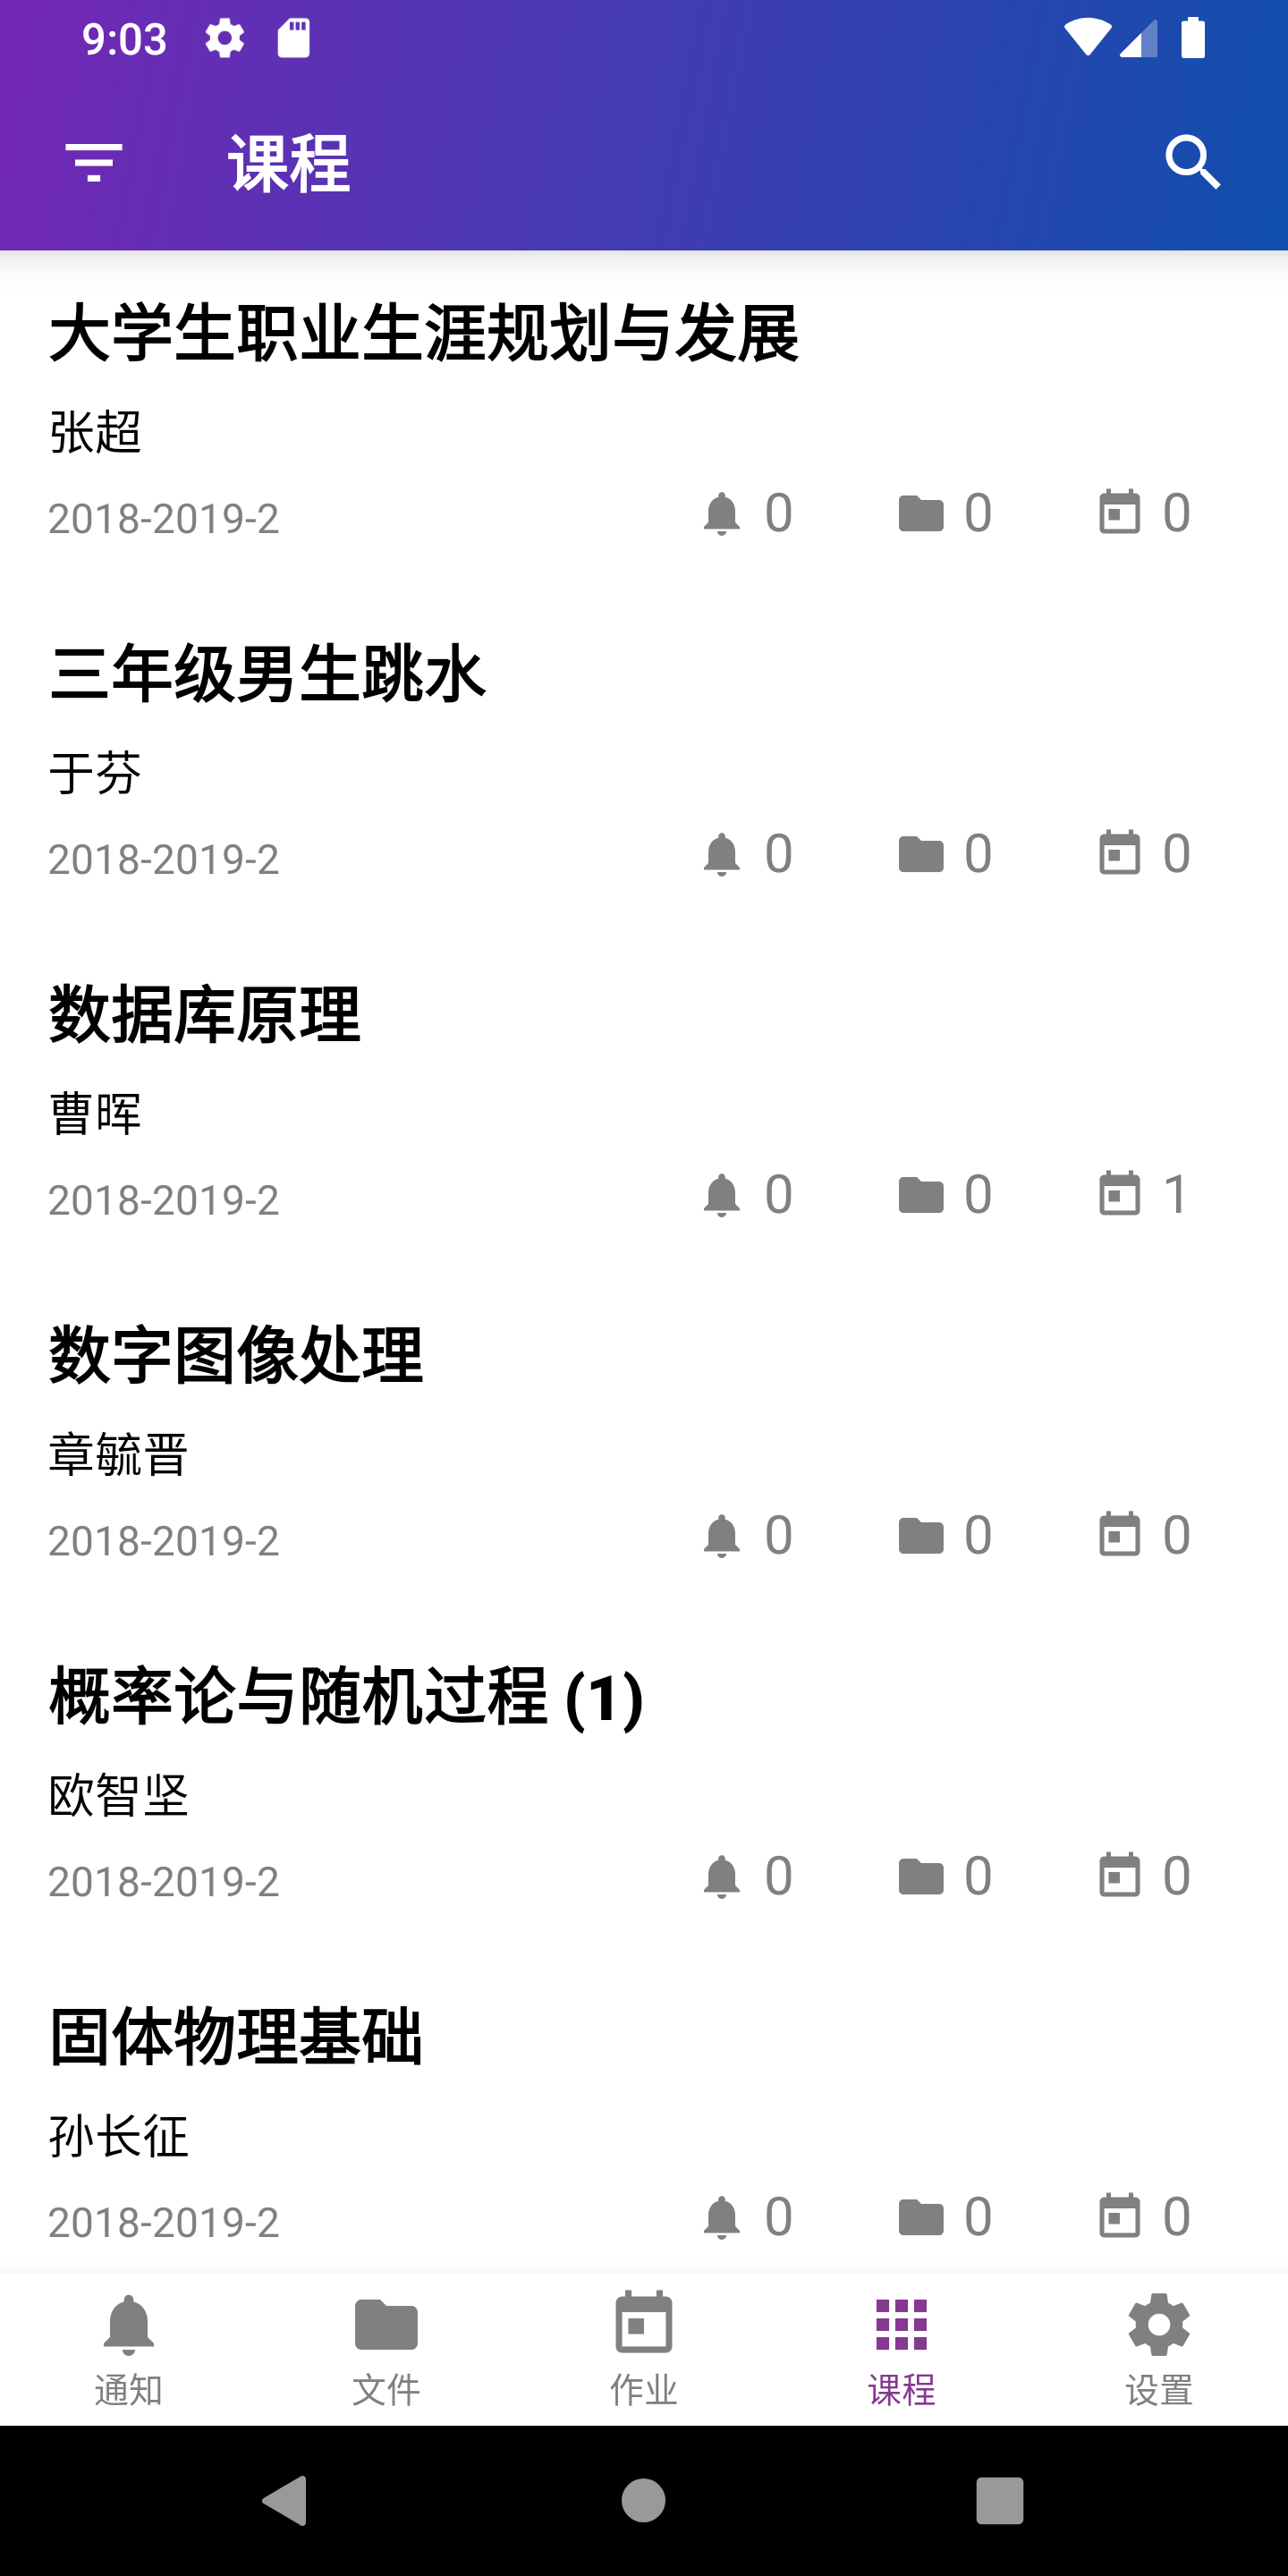 9:03
课程
大学生职业生涯规划与发展
张超
2018-2019-2 0 0 0
三年级男生跳水
于芬
2018-2019-2 0 0 0
数据库原理
曹晖
2018-2019-2 0 0 1
数字图像处理
章毓晋
2018-2019-2 0 0 0
概率论与随机过程 (1)
欧智坚
2018-2019-2 0 0 0
固体物理基础
孙长征
2018-2019-2 0 0 0
通知 文件 作业 课程 设置